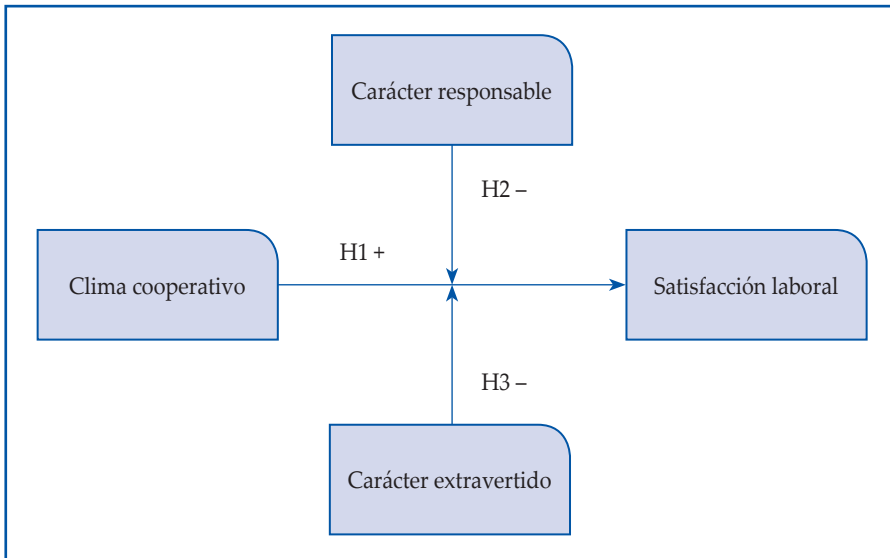 Carácter responsable
H2 –
H1 +
Clima cooperativo
Satisfacción laboral
H3 –
Carácter extravertido